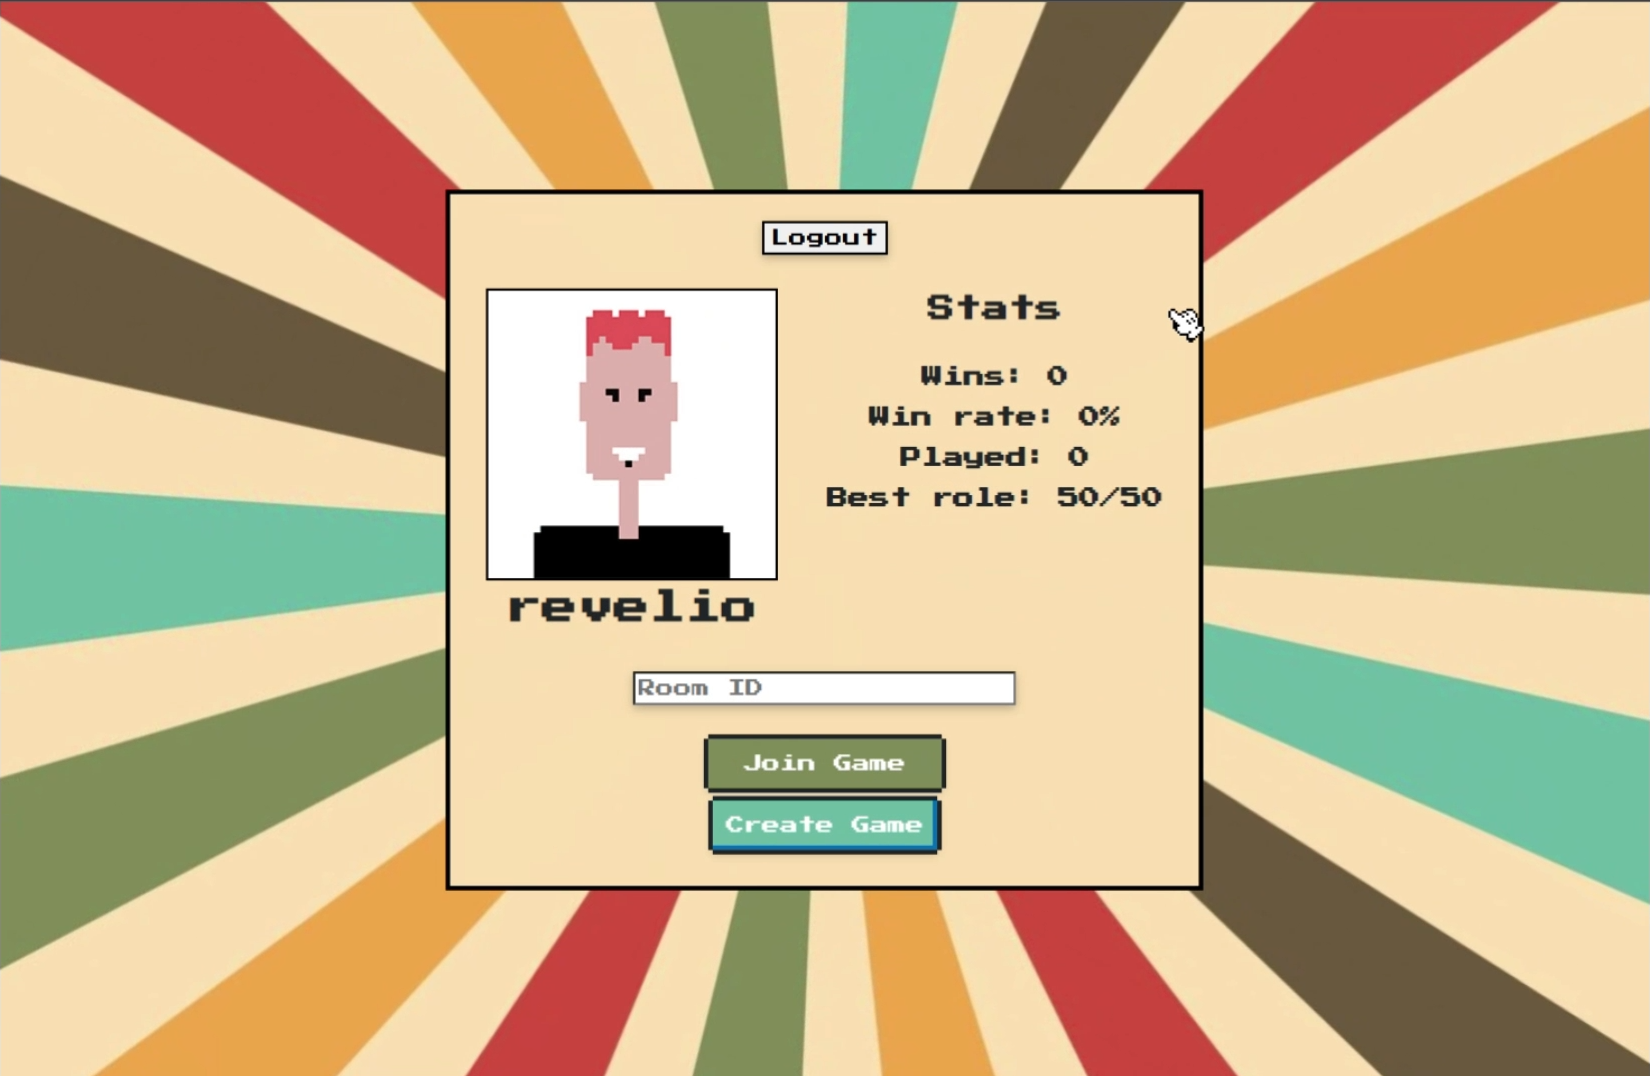 Logout
Stats
Wins: 0
Win rate: 0%
Played: 0
Best role: 50/50
revelio
Room ID
Join Game
Create Game